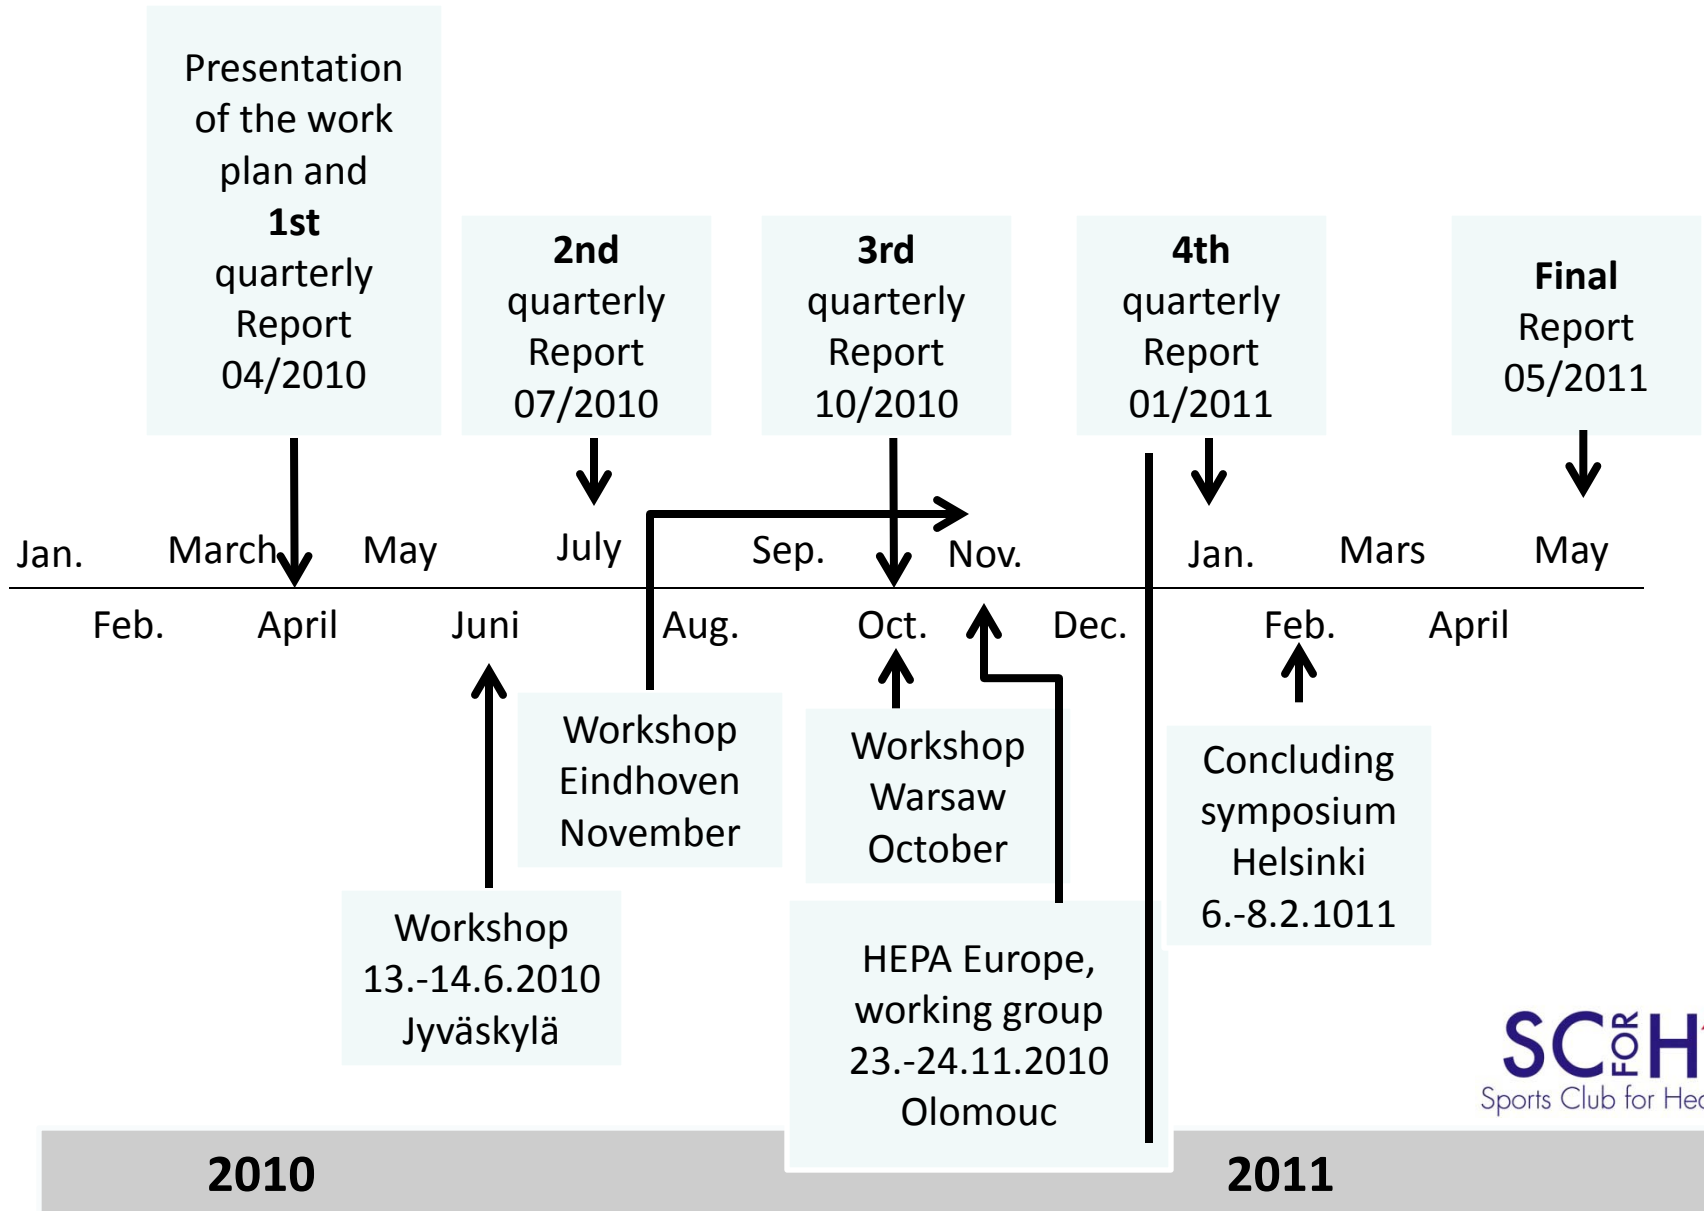 Presentation
of the work
plan and
1st
quarterly
Report
04/2010
2nd
quarterly
Report
07/2010
3rd
quarterly
Report
10/2010
4th
quarterly
Report
01/2011
Final
Report
05/2011
Jan. March May July Sep. Nov. Jan. Mars May
Feb. April Juni Aug. Oct. Dec. Feb. April
Workshop
Eindhoven
November
Workshop
Warsaw
October
Concluding
symposium
Helsinki
6.-8.2.1011
Workshop
13.-14.6.2010
Jyväskylä
HEPA Europe,
working group
23.-24.11.2010
Olomouc
SC FOR H
Sports Club for
2010 2011